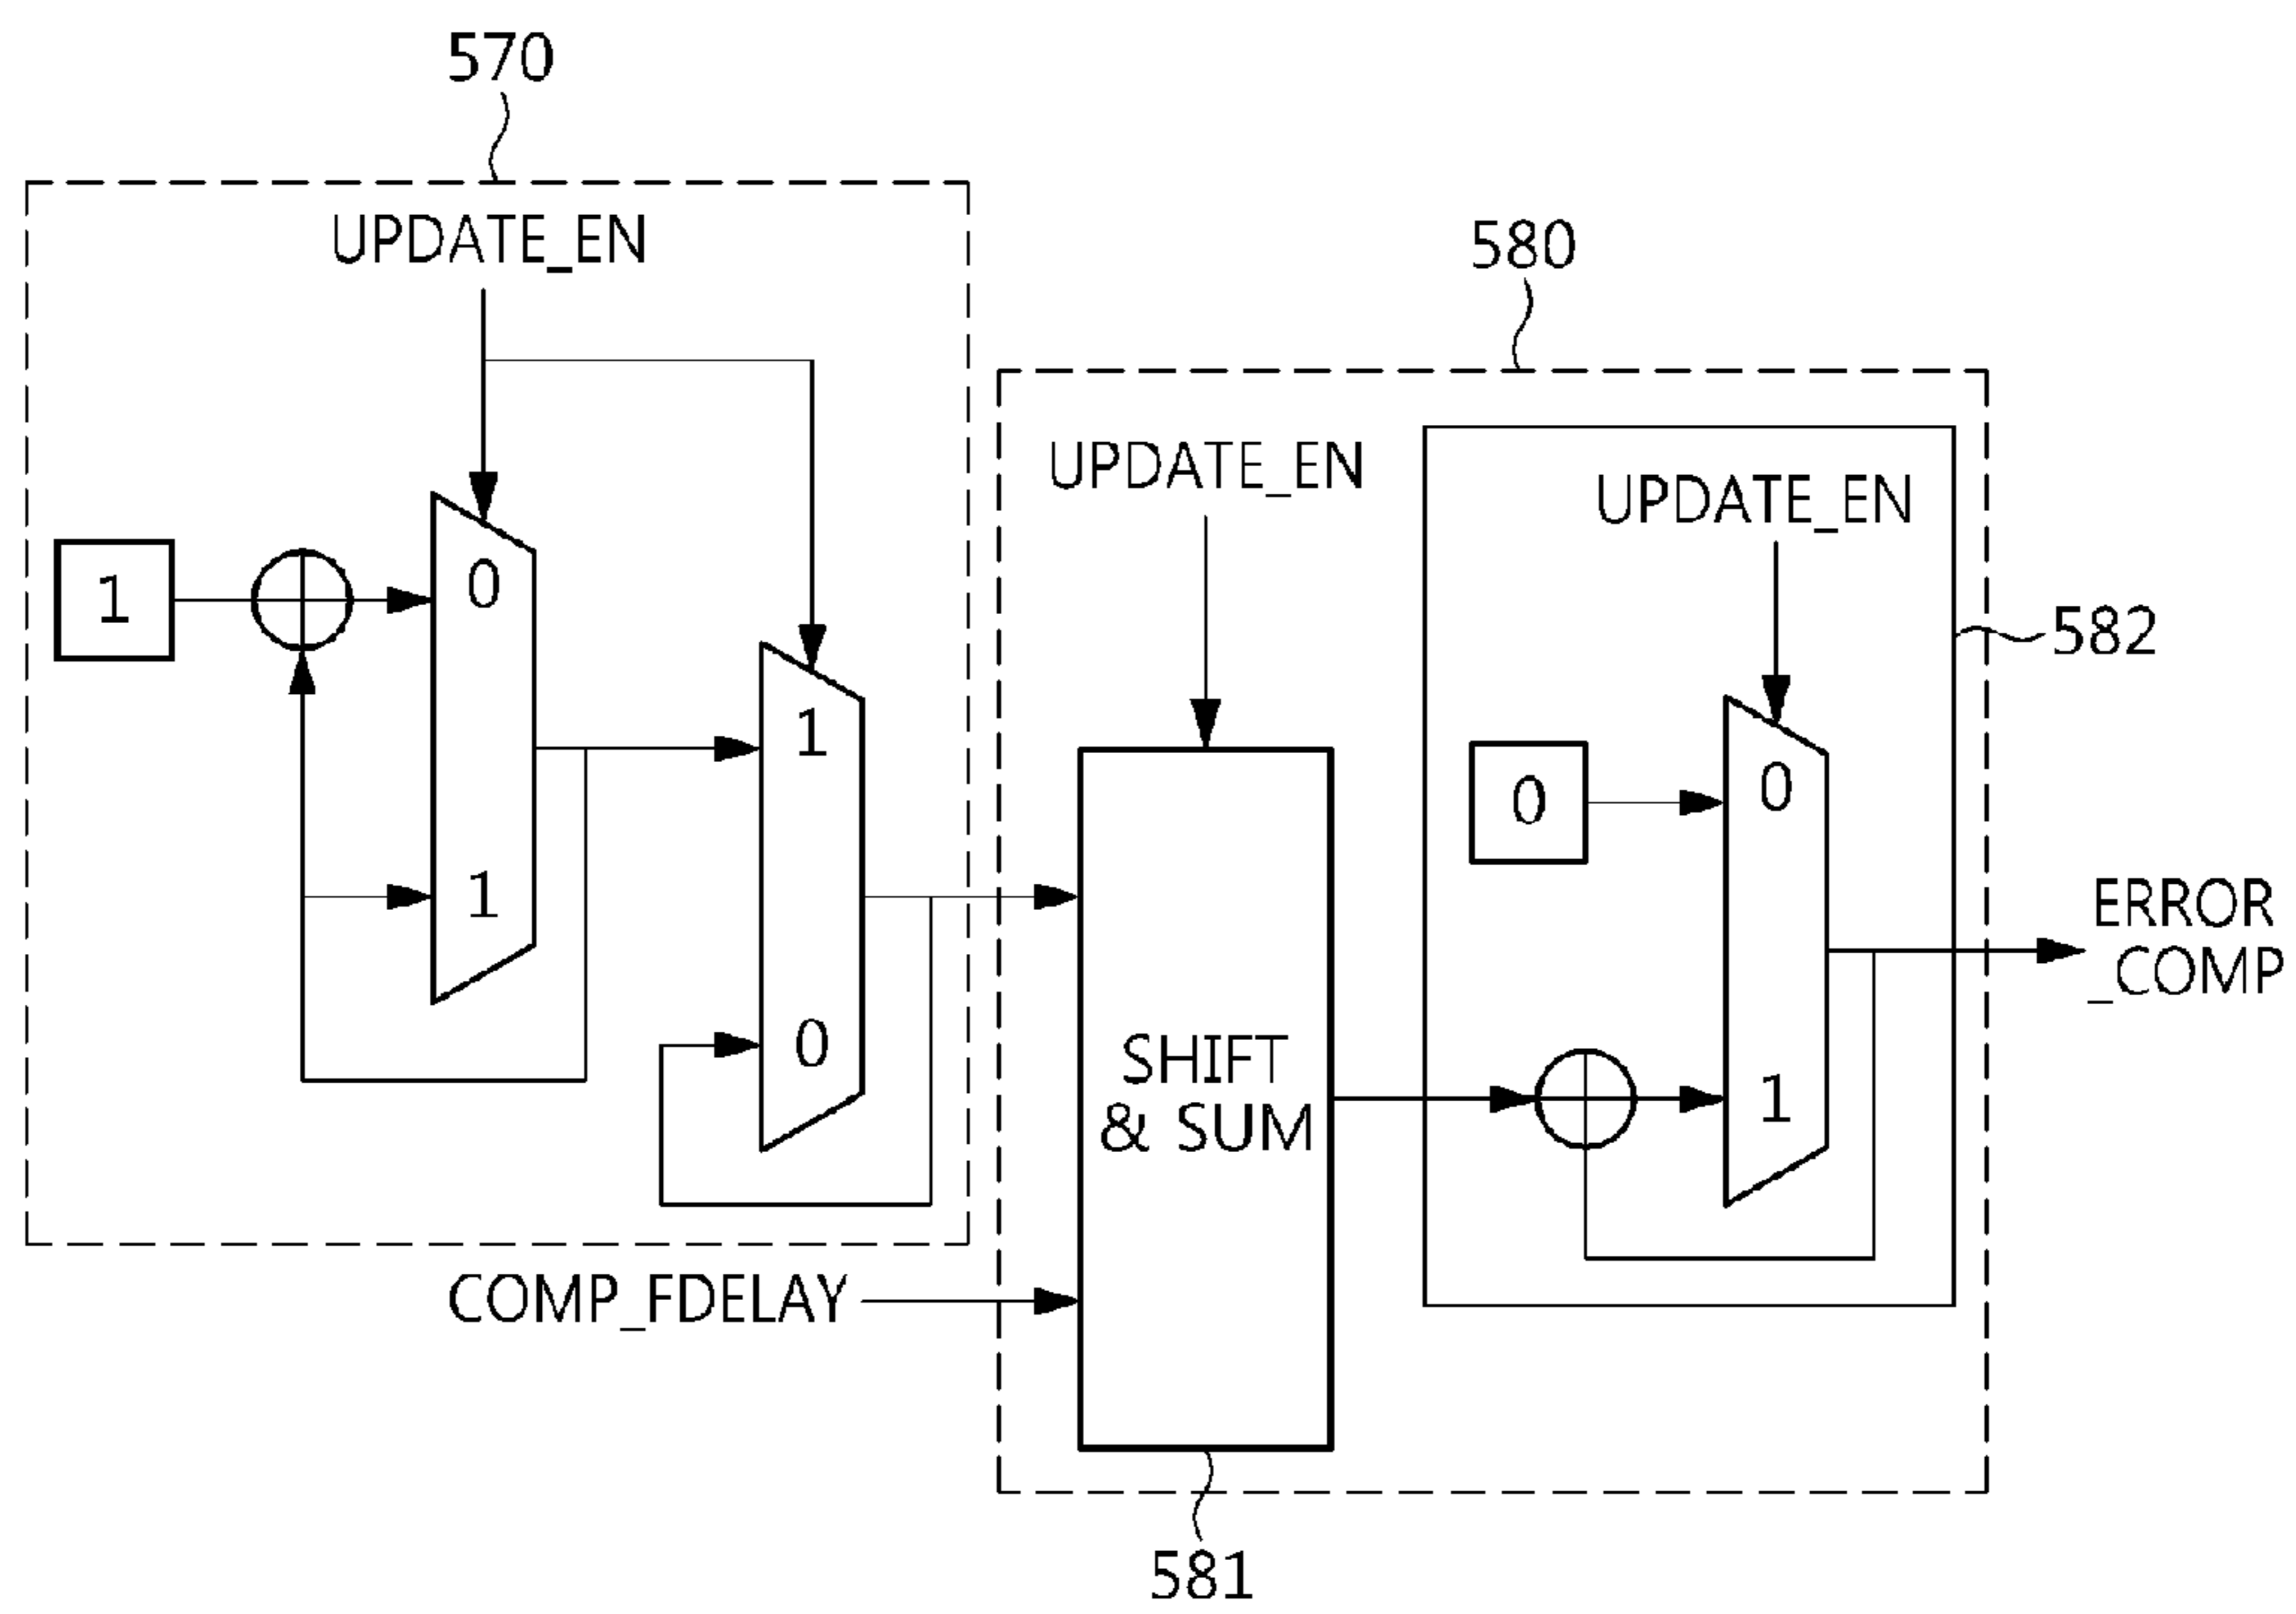 570
UPDATE_EN
580
UPDATE_EN
UPDATE_EN
1
0
582
1
0
0
1
ERROR
_COMP
0
1
SHIFT
& SUM
COMP_FDELAY
581